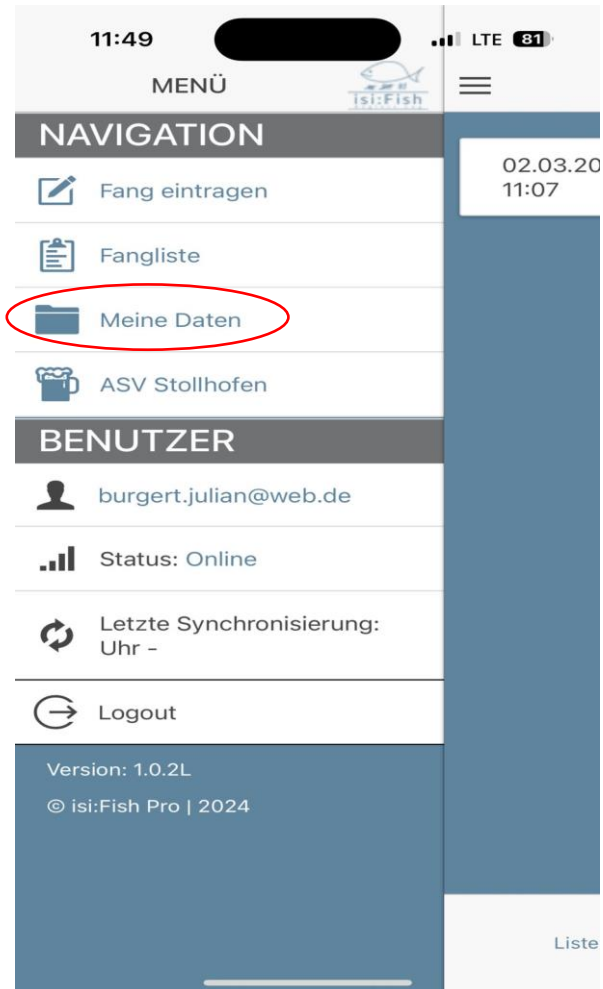 11:49
LTE 81
MENÜ
isi:Fish
NAVIGATION
Fang eintragen
Fangliste
Meine Daten
ASV Stollhofen
BENUTZER
burgert.julian@web.de
Status: Online
Letzte Synchronisierung:
Uhr -
Logout
Version: 1.0.2L
© isi:Fish Pro | 2024
02.03.20
11:07
Liste